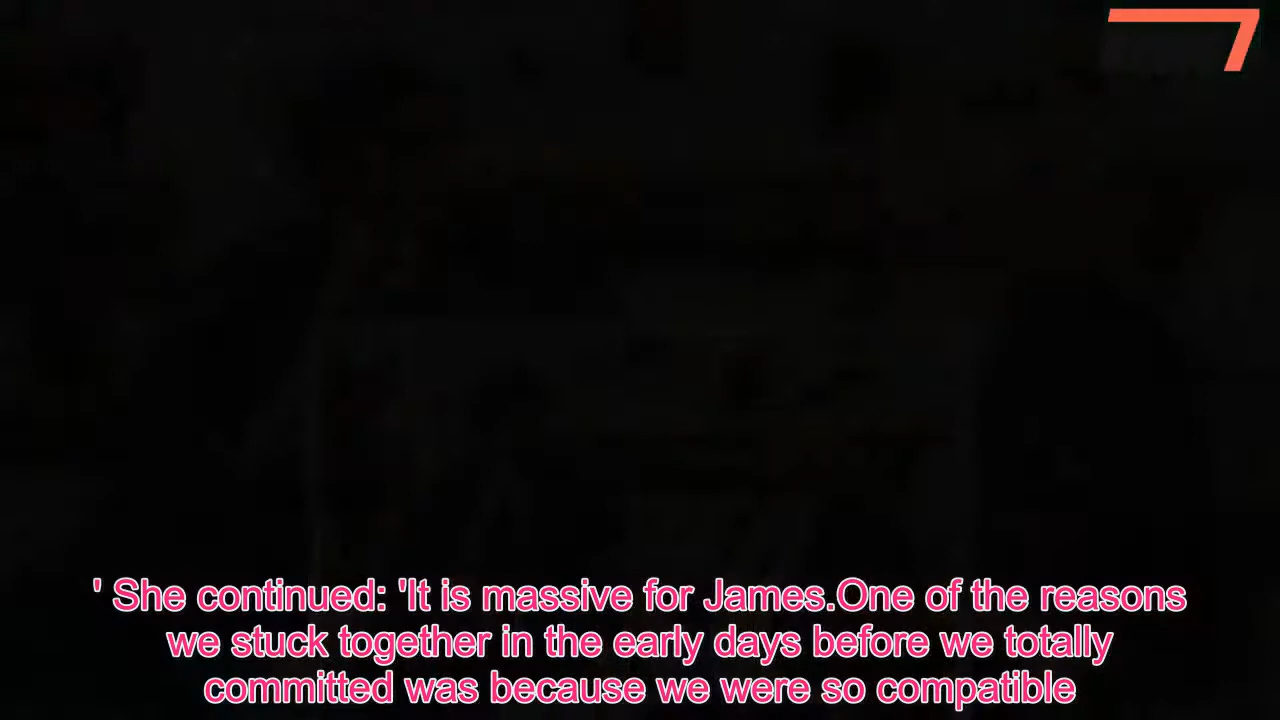 ' She continued: 'It is massive for James.One of the reasons
we stuck together in the early days before we totally
committed was because we were so compatible